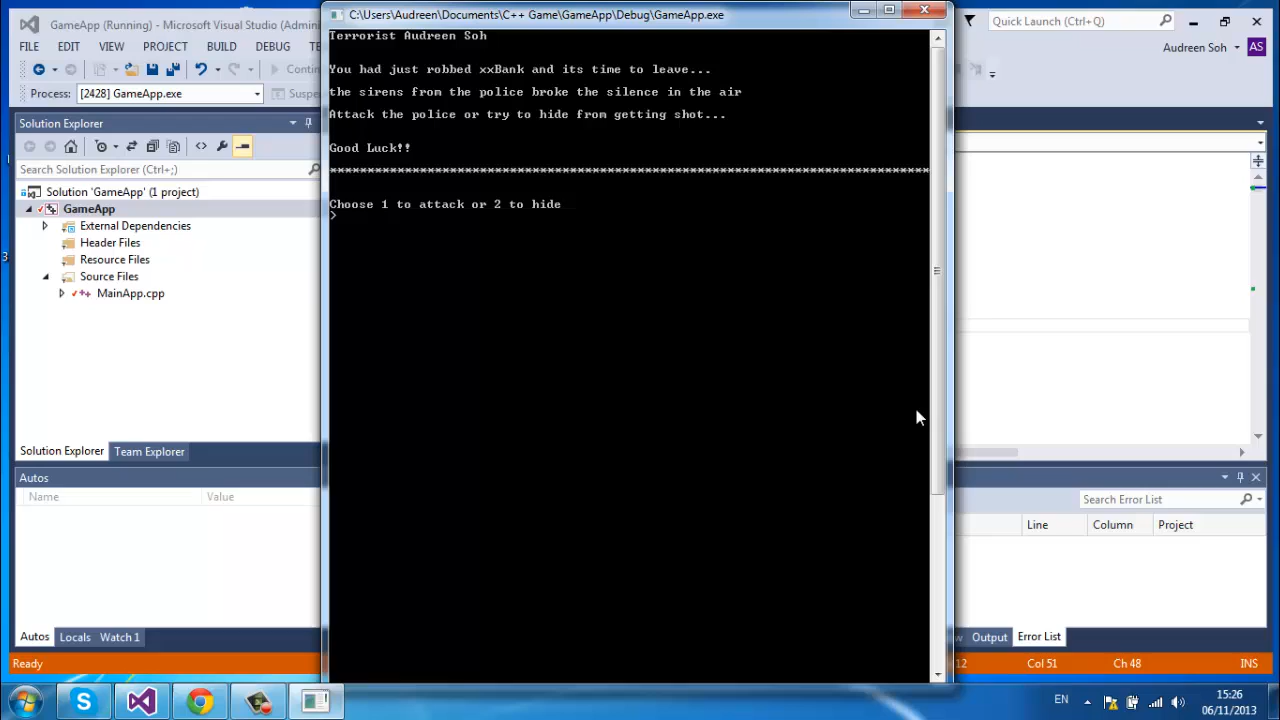 GameApp (Running) - Microsoft Visual Studio (Admini
C:\Users\Audreen\Documents\C++ Game\GameApp\Debug\GameApp.exe
Quick Launch (Ctrl+Q)
FILE EDIT VIEW PROJECT BUILD DEBUG
Audreen Soh AS
Contin
Process: [2428] GameApp.exe Suspe
Solution Explorer
Search Solution Explorer (Ctrl+;)
Solution 'GameApp' (1 project)
GameApp
External Dependencies
Header Files
Resource Files
Source Files
MainApp.cpp
Solution Explorer Team Explorer
Autos
Name Value
Autos Locals Watch 1
Ready
Terrorist Audreen Soh
You had just robbed xxBank and its time to leave...
the sirens from the police broke the silence in the air
Attack the police or try to hide from getting shot...
Good Luck!!
********************************************************************************
Choose 1 to attack or 2 to hide
>
Search Error List
Line Column Project
Output Error List
12 Col 51 Ch 48 INS
EN 15:26
06/11/2013